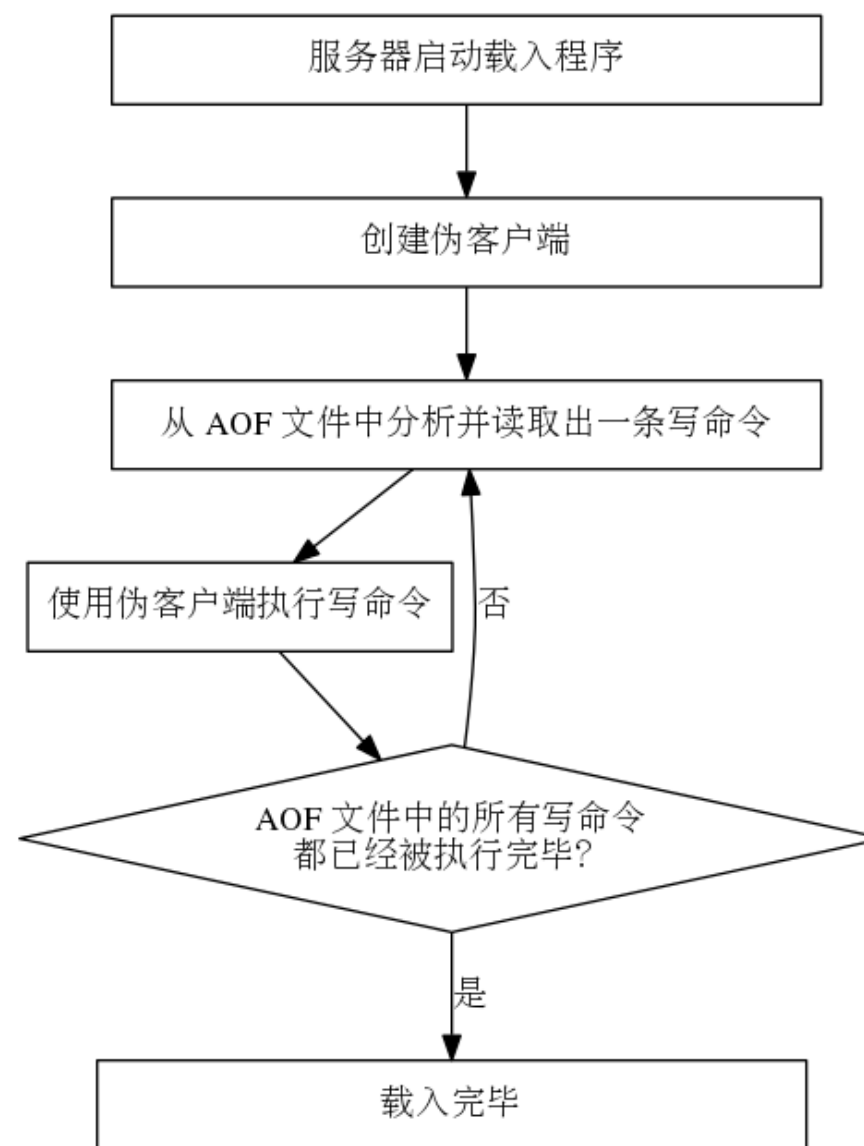 服务器启动载入程序
创建伪客户端
从 AOF 文件中分析并读取出一条写命令
使用伪客户端执行写命令
否
AOF 文件中的所有写命令
都已经被执行完毕?
是
载入完毕